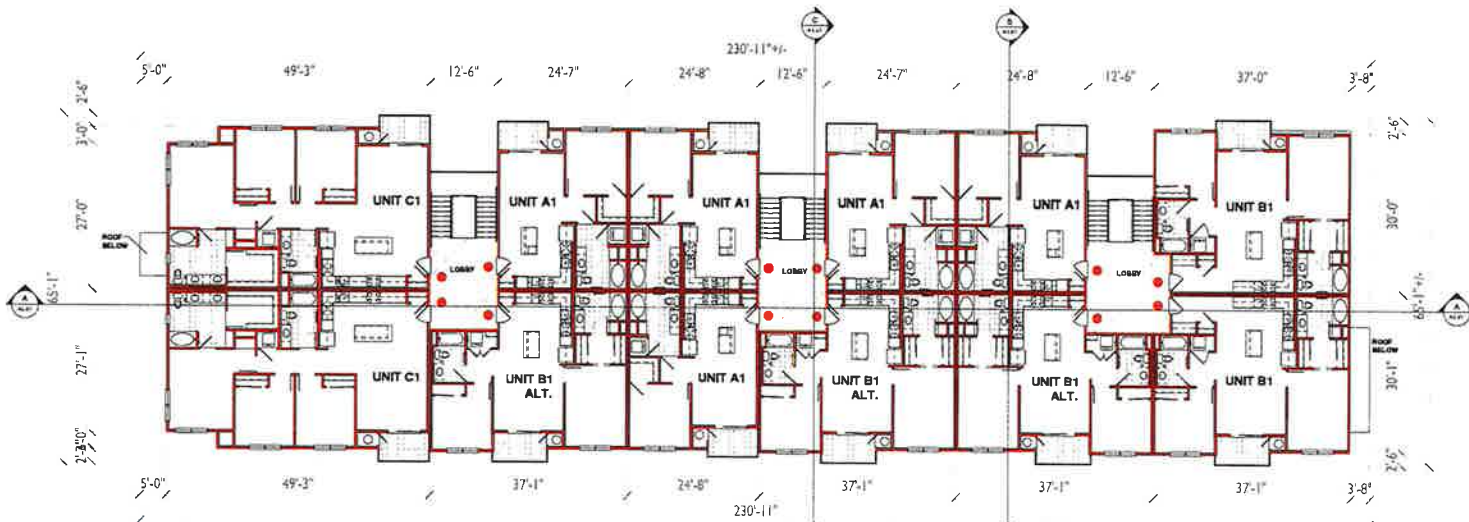 C
B
230'-11"+/-
5'-0"
49'-3"
12'-6"
24'-7"
24'-8"
12'-6"
24'-7"
24'-8"
12'-6"
37'-0"
3'-8"
2'-6"
3'-0"
2'-6"
27'-0"
30'-0"
UNIT C1
UNIT A1
UNIT A1
UNIT A1
UNIT A1
UNIT B1
ROOF
BELOW
LOBBY
LOBBY
LOBBY
A
65'-1"
65'-1"+/-
A
ROOF
BELOW
27'-1"
30'-1"
UNIT C1
UNIT B1
ALT.
UNIT A1
UNIT B1
ALT.
UNIT B1
ALT.
UNIT B1
2'-6"
5'-0"
49'-3"
37'-1"
24'-8"
37'-1"
37'-1"
37'-1"
3'-8"
230'-11"